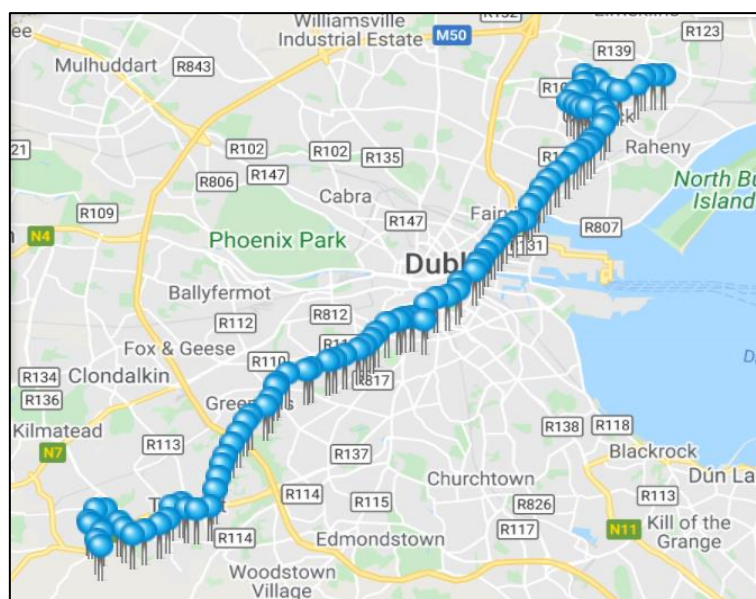 Williamsville
Industrial Estate
R132
M50
R139
R123
Mulhuddart
R843
Raheny
R102
R102
R135
R806
R147
Cabra
North Bu
Island
R109
R147
R807
N4
Phoenix Park
R131
Dubl
Ballyfermot
R812
R112
Fox & Geese
R110
R134
Clondalkin
R817
R136
Kilmatead
R138
R118
N7
R113
R137
Blackrock
Churchtown
Dún La
R114
R115
R826
R113
R117
N11
Kill of the
Grange
R114
Edmondstown
Woodstown
Village